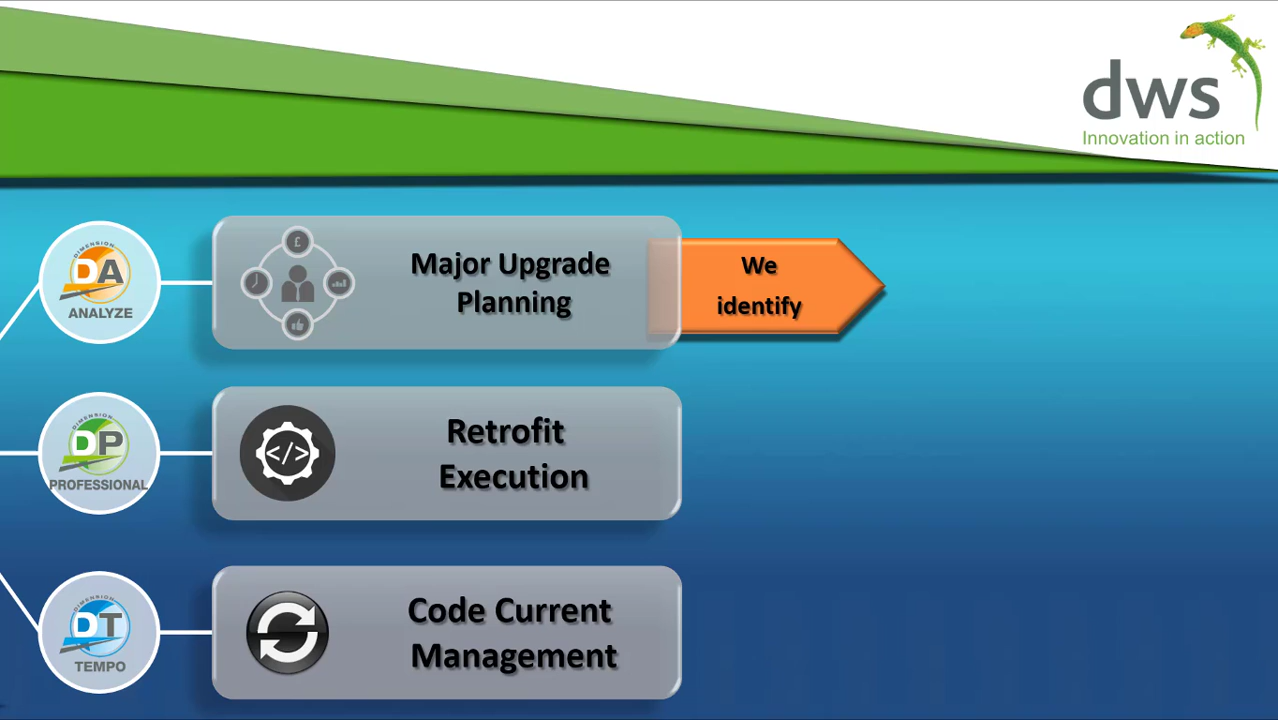 dws
Innovation in action
DIMENSION
DA
ANALYZE
£
Major Upgrade
Planning
We
identify
DIMENSION
DP
PROFESSIONAL
</>
Retrofit
Execution
DIMENSION
DT
TEMPO
Code Current
Management